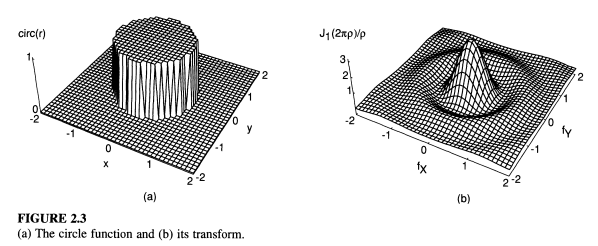 circ(r)
1
0
-2
-1
0
1
2
x
-2
-1
0
1
2
y
(a)
J₁(2πρ)/ρ
3
2
1
-2
-1
0
1
2
fX
-2
-1
0
1
2
fY
(b)
FIGURE 2.3
(a) The circle function and (b) its transform.